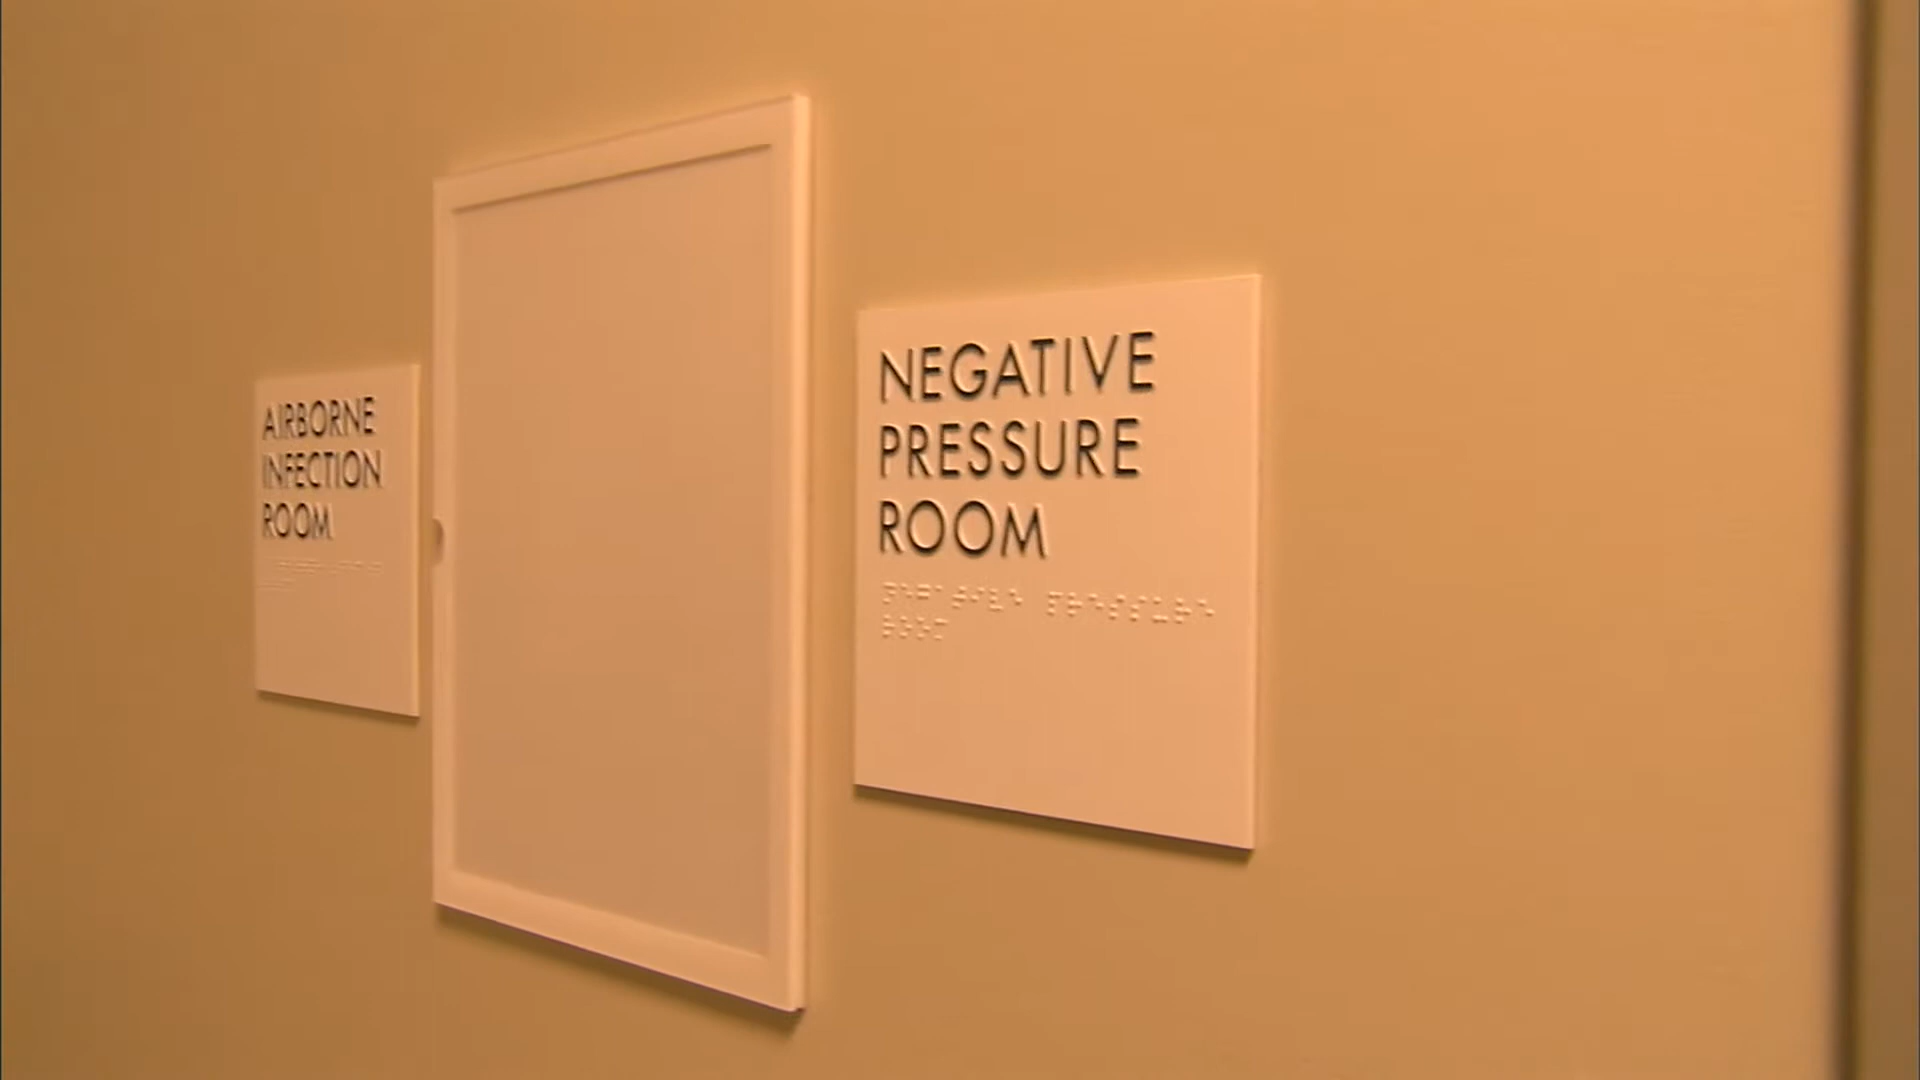 AIRBORNE
INFECTION
ROOM
NEGATIVE
PRESSURE
ROOM